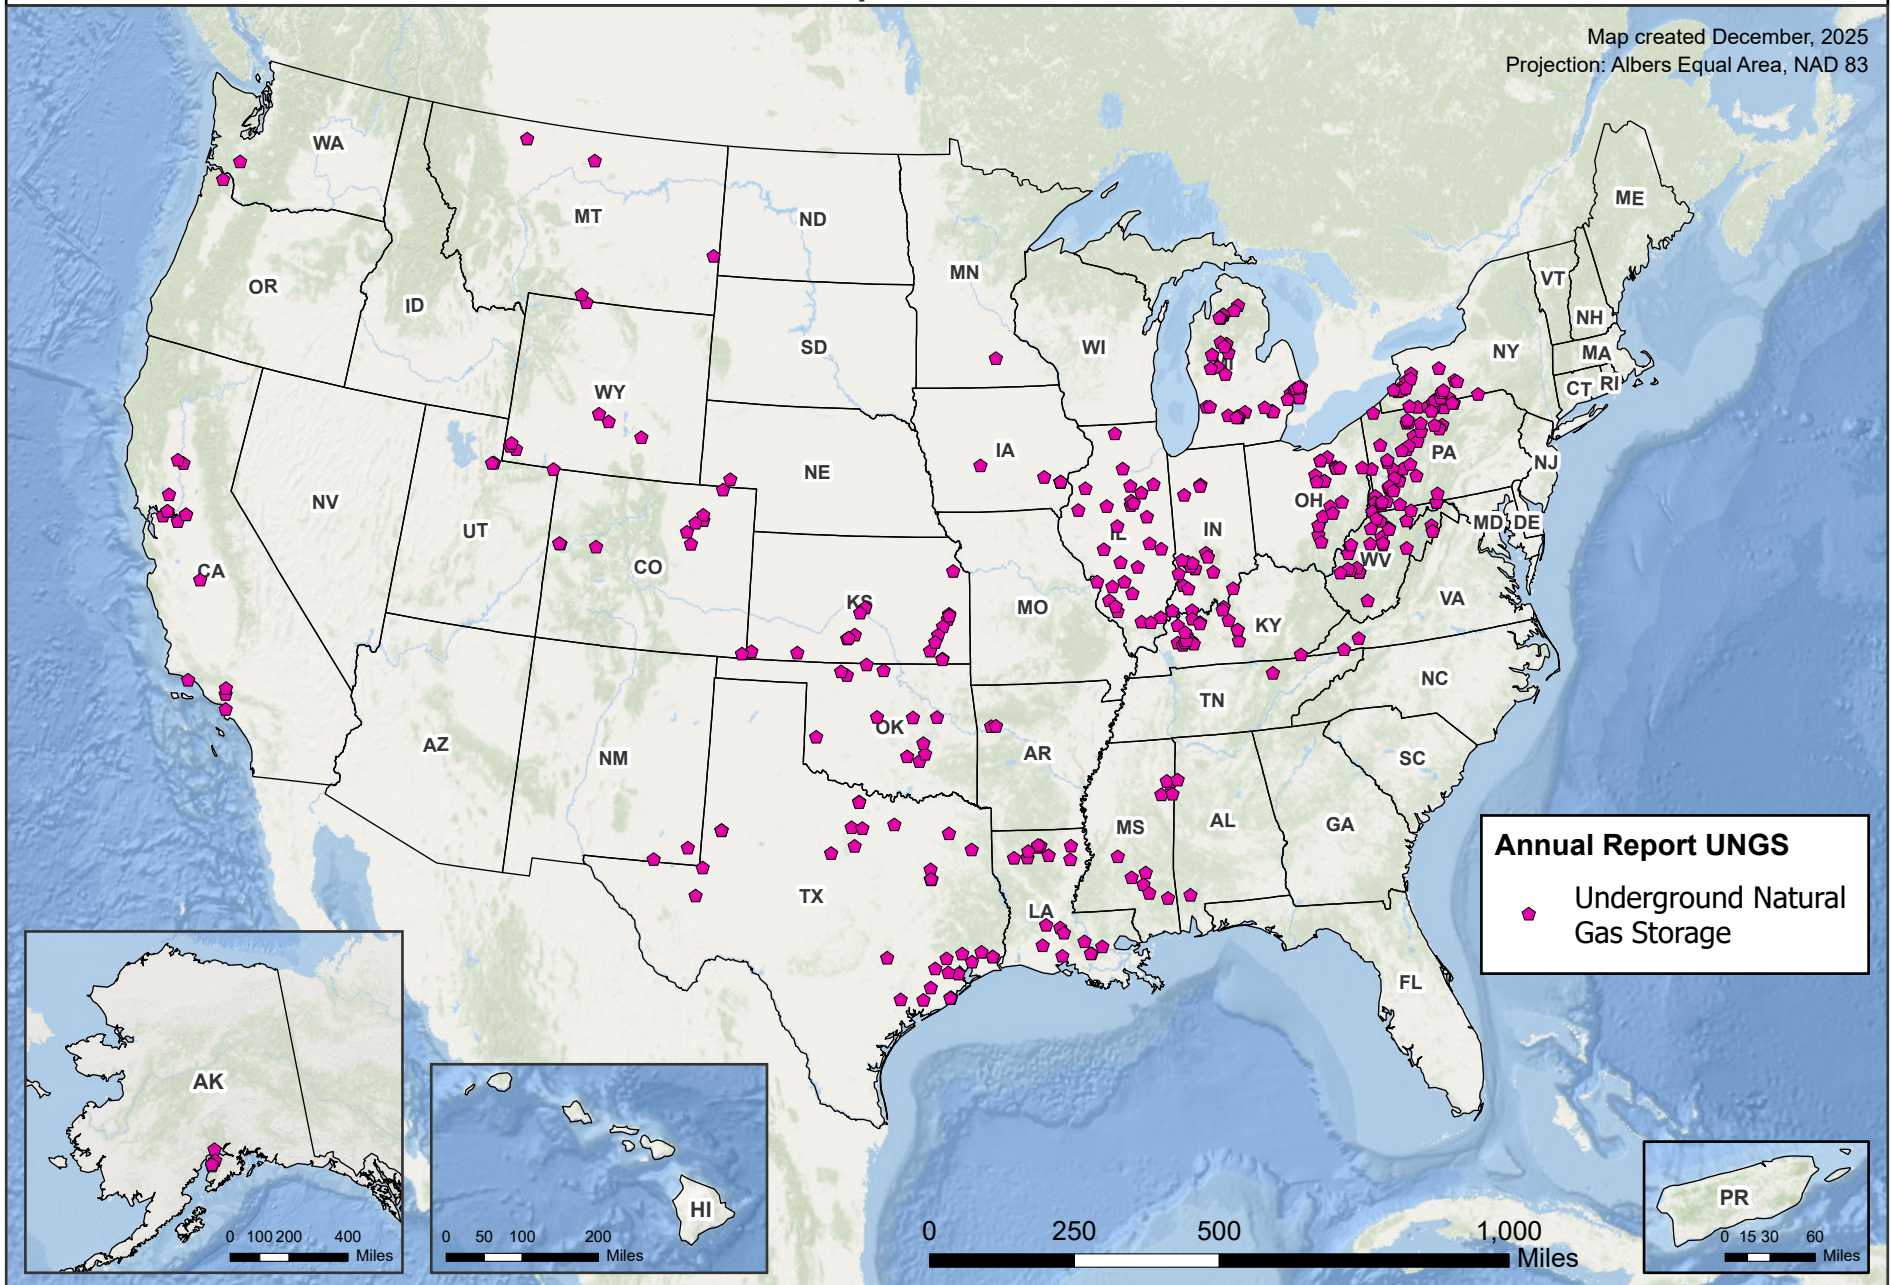 Map created December, 2025
Projection: Albers Equal Area, NAD 83
WA
MT
ND
MN
ME
OR
ID
SD
WI
VT
NH
NY
MA
CT
RI
WY
IA
NE
PA
NJ
OH
NV
UT
CO
IL
IN
MD
DE
WV
CA
KS
MO
KY
VA
NC
TN
OK
AR
AZ
NM
SC
MS
AL
GA
TX
LA
FL
Annual Report UNGS
Underground Natural
Gas Storage
AK
0 100 200 400
Miles
HI
0 50 100 200
Miles
0 250 500 1,000
Miles
PR
0 15 30 60
Miles